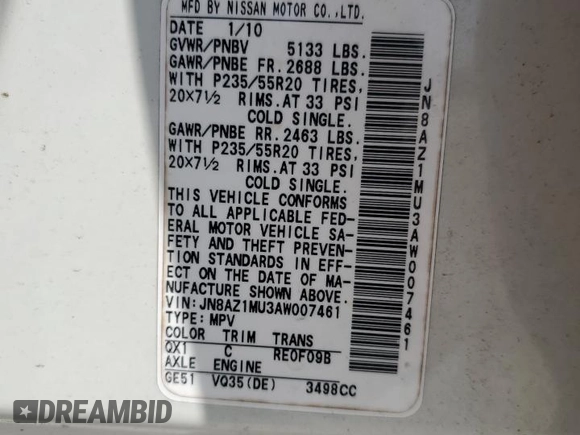 MFD BY NISSAN MOTOR CO.,LTD.
DATE 1/10
GVWR/PNBV 5133 LBS.
GAWR/PNBE FR. 2688 LBS.
WITH P235/55R20 TIRES,
20×7½ RIMS. AT 33 PSI
COLD SINGLE.
GAWR/PNBE RR. 2463 LBS.
WITH P235/55R20 TIRES,
20×7½ RIMS. AT 33 PSI
COLD SINGLE.
THIS VEHICLE CONFORMS
TO ALL APPLICABLE FED-
ERAL MOTOR VEHICLE SA-
FETY AND THEFT PREVEN-
TION STANDARDS IN EFF-
ECT ON THE DATE OF MA-
NUFACTURE SHOWN ABOVE.
VIN:JN8AZ1MU3AW007461
TYPE: MPV
COLOR TRIM TRANS
QX1 C RE0F09B
AXLE ENGINE
GE51 VQ35(DE) 3498CC
JN8AZ1MU3AW007461
DREAMBID